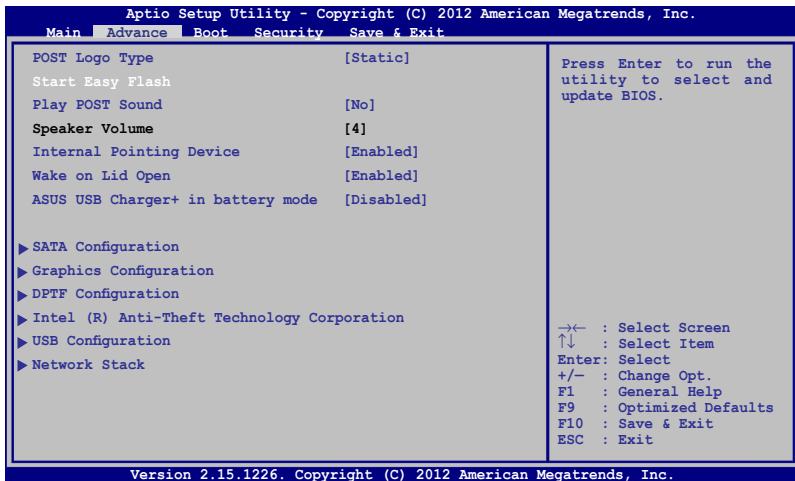 Aptio Setup Utility - Copyright (C) 2012 American Megatrends, Inc.
Main Advance Boot Security Save & Exit
POST Logo Type [Static]
Start Easy Flash
Play POST Sound [No]
Speaker Volume [4]
Internal Pointing Device [Enabled]
Wake on Lid Open [Enabled]
ASUS USB Charger+ in battery mode [Disabled]
SATA Configuration
Graphics Configuration
DPTF Configuration
Intel (R) Anti-Theft Technology Corporation
USB Configuration
Network Stack
Press Enter to run the
utility to select and
update BIOS.
→← : Select Screen
↑↓ : Select Item
Enter: Select
+/— : Change Opt.
F1 : General Help
F9 : Optimized Defaults
F10 : Save & Exit
ESC : Exit
Version 2.15.1226. Copyright (C) 2012 American Megatrends, Inc.